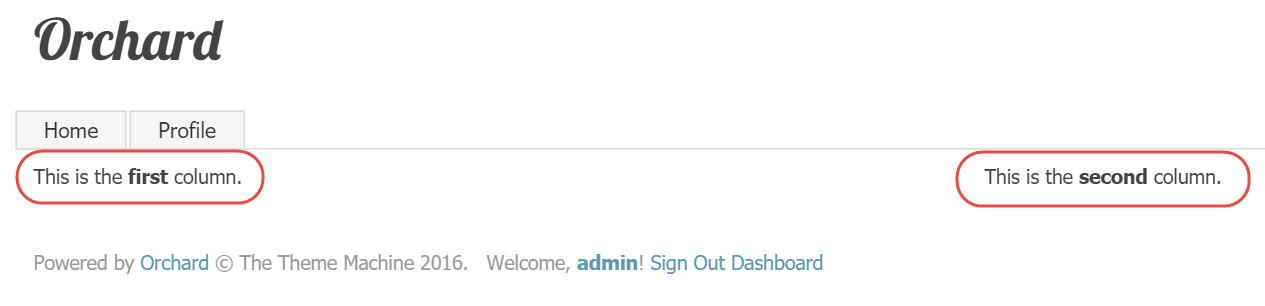 Orchard
Home Profile
This is the first column. This is the second column.
Powered by Orchard © The Theme Machine 2016. Welcome, admin! Sign Out Dashboard